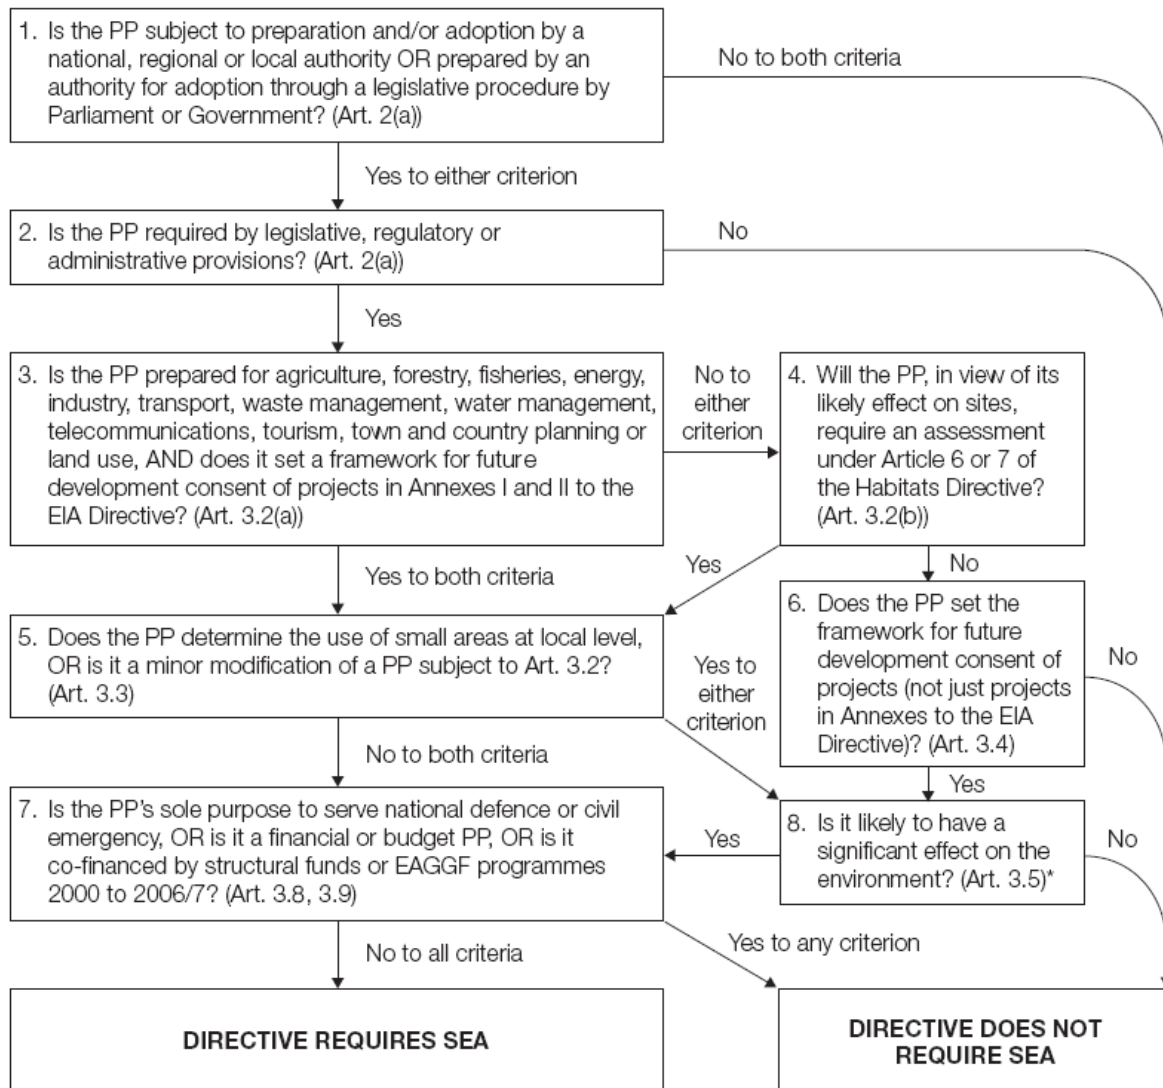 1. Is the PP subject to preparation and/or adoption by a
national, regional or local authority OR prepared by an
authority for adoption through a legislative procedure by
Parliament or Government? (Art. 2(a))
No to both criteria
Yes to either criterion
2. Is the PP required by legislative, regulatory or
administrative provisions? (Art. 2(a))
No
Yes
3. Is the PP prepared for agriculture, forestry, fisheries, energy,
industry, transport, waste management, water management,
telecommunications, tourism, town and country planning or
land use, AND does it set a framework for future
development consent of projects in Annexes I and II to the
EIA Directive? (Art. 3.2(a))
No to
either
criterion
4. Will the PP, in view of its
likely effect on sites,
require an assessment
under Article 6 or 7 of
the Habitats Directive?
(Art. 3.2(b))
Yes to both criteria
Yes
No
5. Does the PP determine the use of small areas at local level,
OR is it a minor modification of a PP subject to Art. 3.2?
(Art. 3.3)
Yes to
either
criterion
6. Does the PP set the
framework for future
development consent of
projects (not just projects
in Annexes to the EIA
Directive)? (Art. 3.4)
No
No to both criteria
Yes
7. Is the PP's sole purpose to serve national defence or civil
emergency, OR is it a financial or budget PP, OR is it
co-financed by structural funds or EAGGF programmes
2000 to 2006/7? (Art. 3.8, 3.9)
Yes
8. Is it likely to have a
significant effect on the
environment? (Art. 3.5)*
No
No to all criteria
Yes to any criterion
DIRECTIVE REQUIRES SEA
DIRECTIVE DOES NOT
REQUIRE SEA